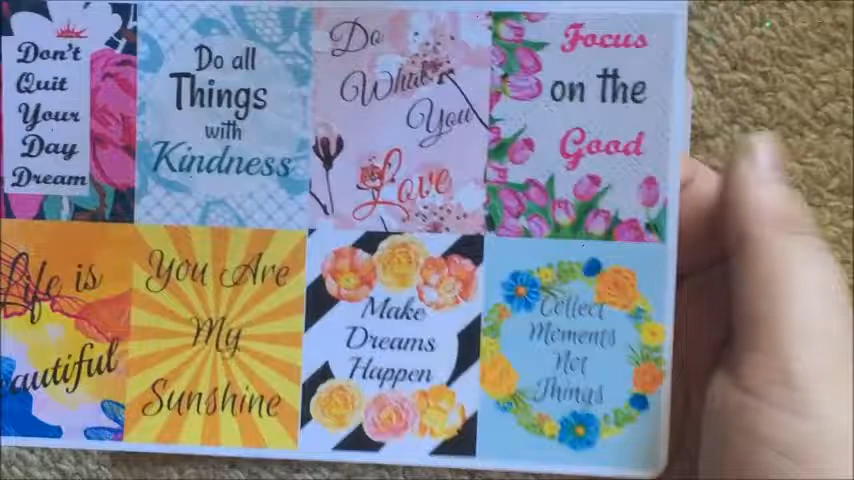 Don't
Quit
Your
Day
Dream
Do all
Things
with
Kindness
Do
What
You
Love
Focus
on the
Good
Life is
eautiful
You Are
My
Sunshine
Make
Dreams
Happen
Collect
Moments
Not
Things